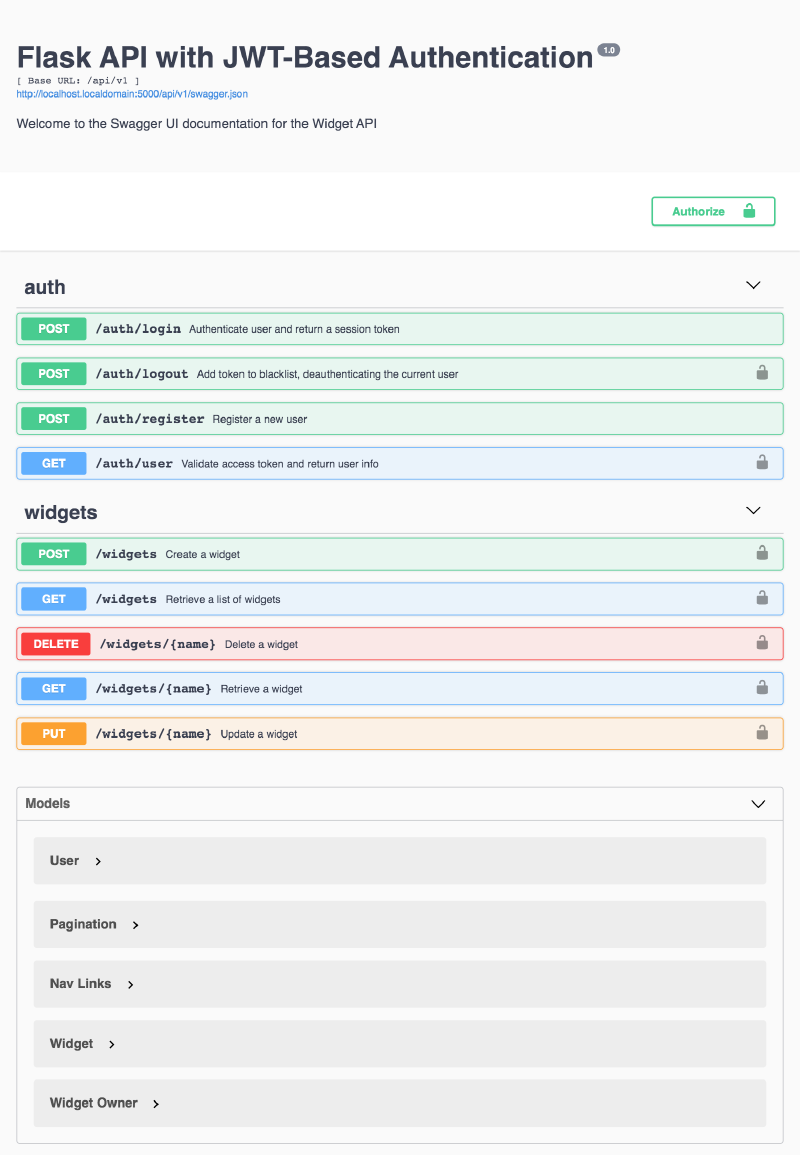 Flask API with JWT-Based Authentication 1.0
[ Base URL: /api/v1 ]
http://localhost.localdomain:5000/api/v1/swagger.json
Welcome to the Swagger UI documentation for the Widget API
Authorize
auth
POST /auth/login Authenticate user and return a session token
POST /auth/logout Add token to blacklist, deauthenticating the current user
POST /auth/register Register a new user
GET /auth/user Validate access token and return user info
widgets
POST /widgets Create a widget
GET /widgets Retrieve a list of widgets
DELETE /widgets/{name} Delete a widget
GET /widgets/{name} Retrieve a widget
PUT /widgets/{name} Update a widget
Models
User
Pagination
Nav Links
Widget
Widget Owner